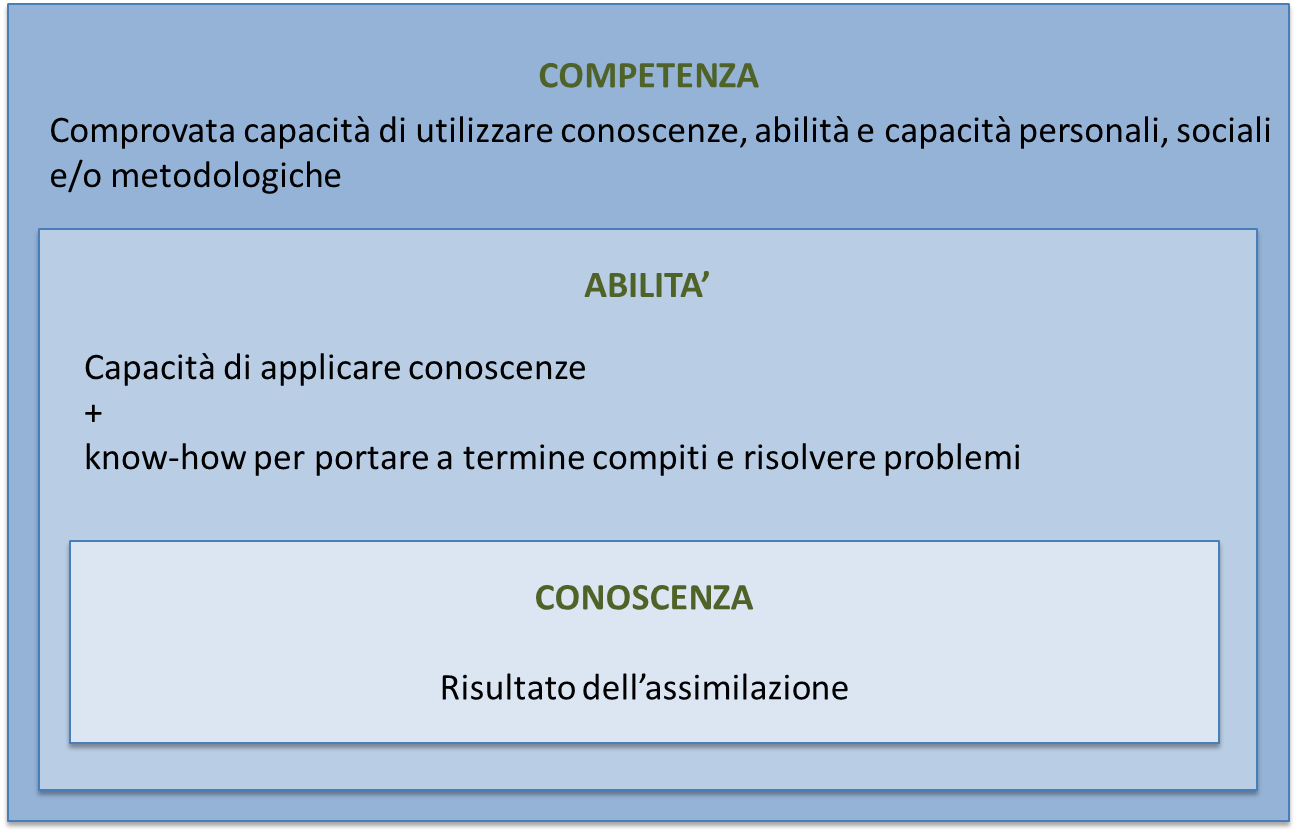 COMPETENZA
Comprovata capacità di utilizzare conoscenze, abilità e capacità personali, sociali
e/o metodologiche
ABILITA’
Capacità di applicare conoscenze
+
know-how per portare a termine compiti e risolvere problemi
CONOSCENZA
Risultato dell’assimilazione